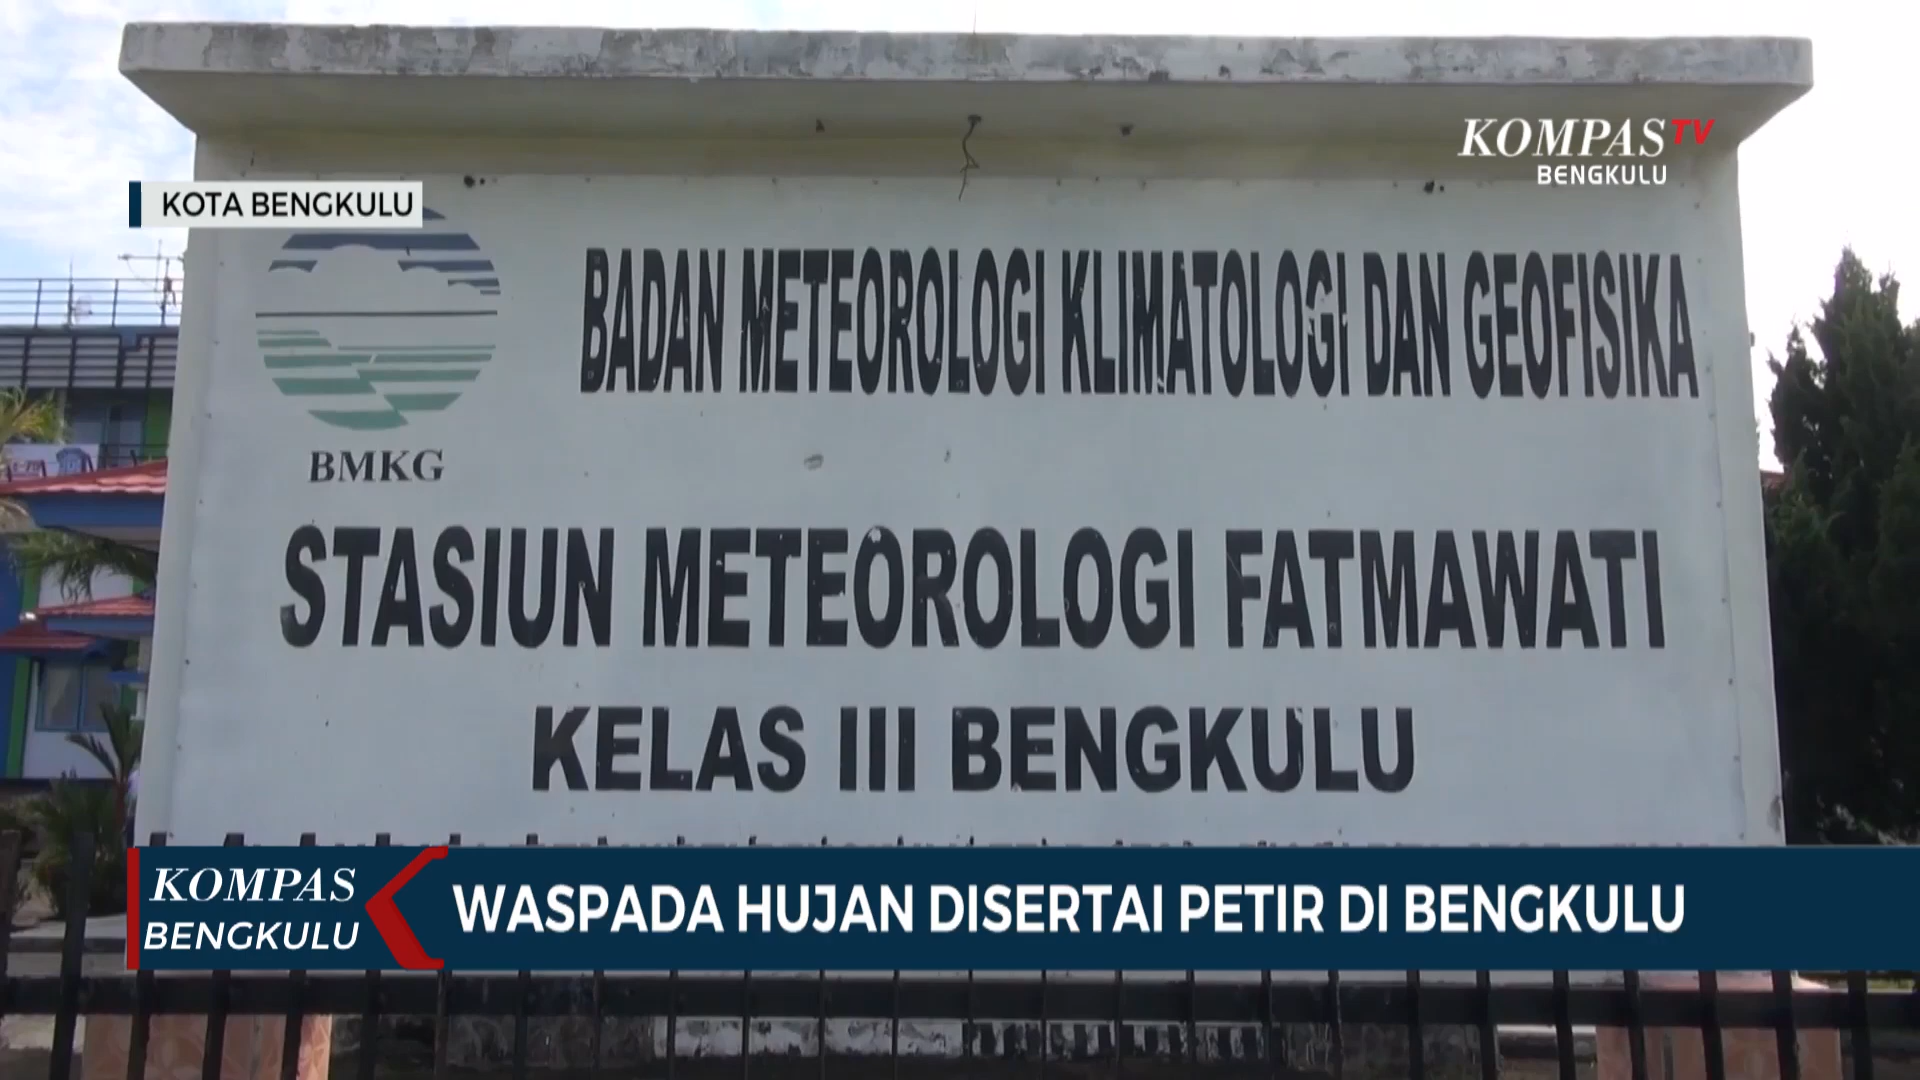 KOMPAS TV
BENGKULU
KOTA BENGKULU
BADAN METEOROLOGI KLIMATOLOGI DAN GEOFISIKA
BMKG
STASIUN METEOROLOGI FATMAWATI
KELAS III BENGKULU
KOMPAS
BENGKULU
WASPADA HUJAN DISERTAI PETIR DI BENGKULU